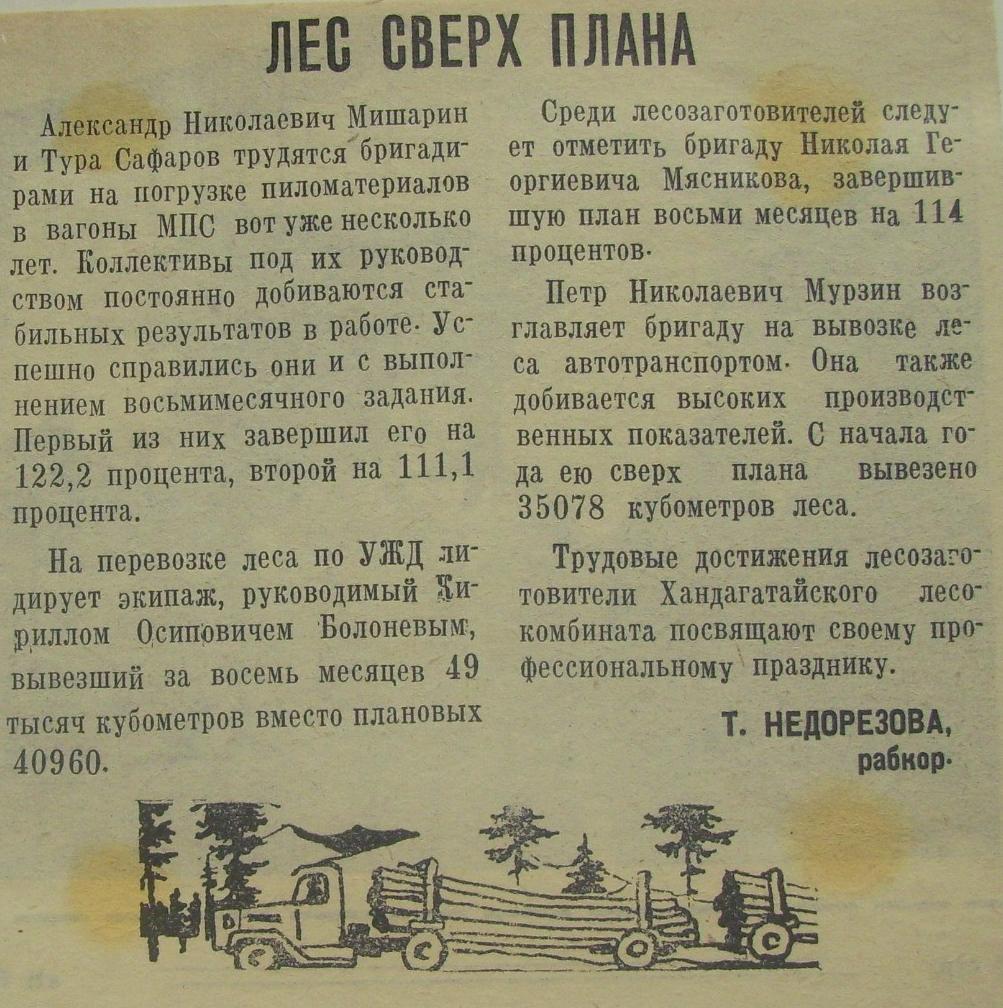 ЛЕС СВЕРХ ПЛАНА
Александр Николаевич Мишарин
и Тура Сафаров трудятся бригади-
рами на погрузке пиломатериалов
в вагоны МПС вот уже несколько
лет. Коллективы под их руковод-
ством постоянно добиваются ста-
бильных результатов в работе. Ус-
пешно справились они и с выпол-
нением восьмимесячного задания.
Первый из них завершил его на
122,2 процента, второй на 111,1
процента.
На перевозке леса по УЖД ли-
дирует экипаж, руководимый Ки-
риллом Осиповичем Болоневым,
вывезший за восемь месяцев 49
тысяч кубометров вместо плановых
40960.
Среди лесозаготовителей следу-
ет отметить бригаду Николая Ге-
оргиевича Мясникова, завершив-
шую план восьми месяцев на 114
процентов.
Петр Николаевич Мурзин воз-
главляет бригаду на вывозке ле-
са автотранспортом. Она также
добивается высоких производст-
венных показателей. С начала го-
да ею сверх плана вывезено
35078 кубометров леса.
Трудовые достижения лесозаго-
товители Хандагатайского лесо-
комбината посвящают своему про-
фессиональному празднику.
Т. НЕДОРЕЗОВА,
рабкор.